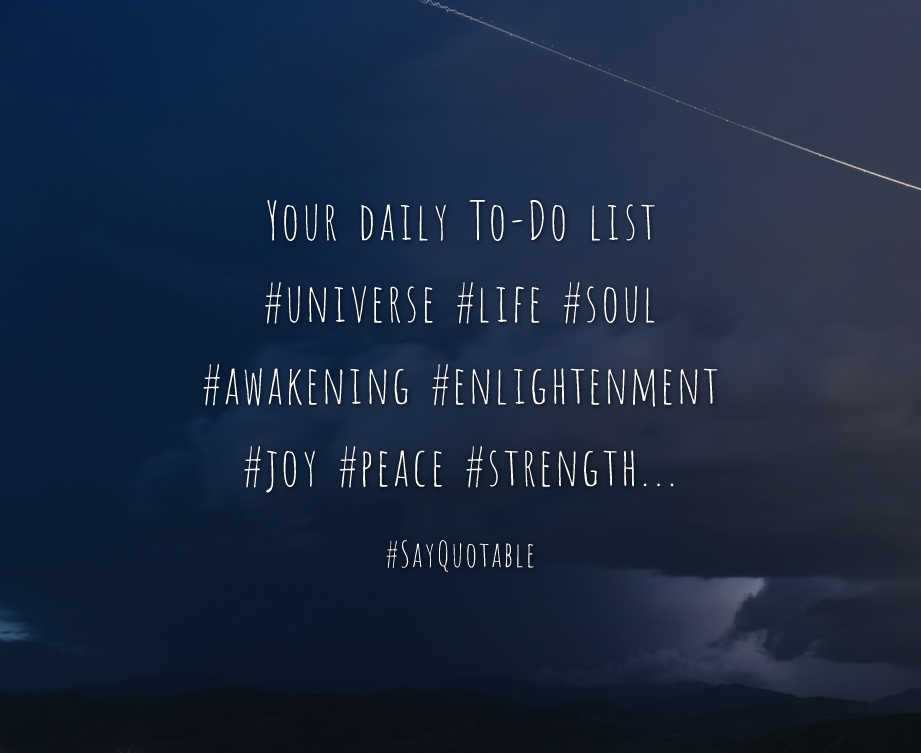 Your daily To-Do list
#universe #life #soul
#awakening #enlightenment
#joy #peace #strength...
#SayQuotable